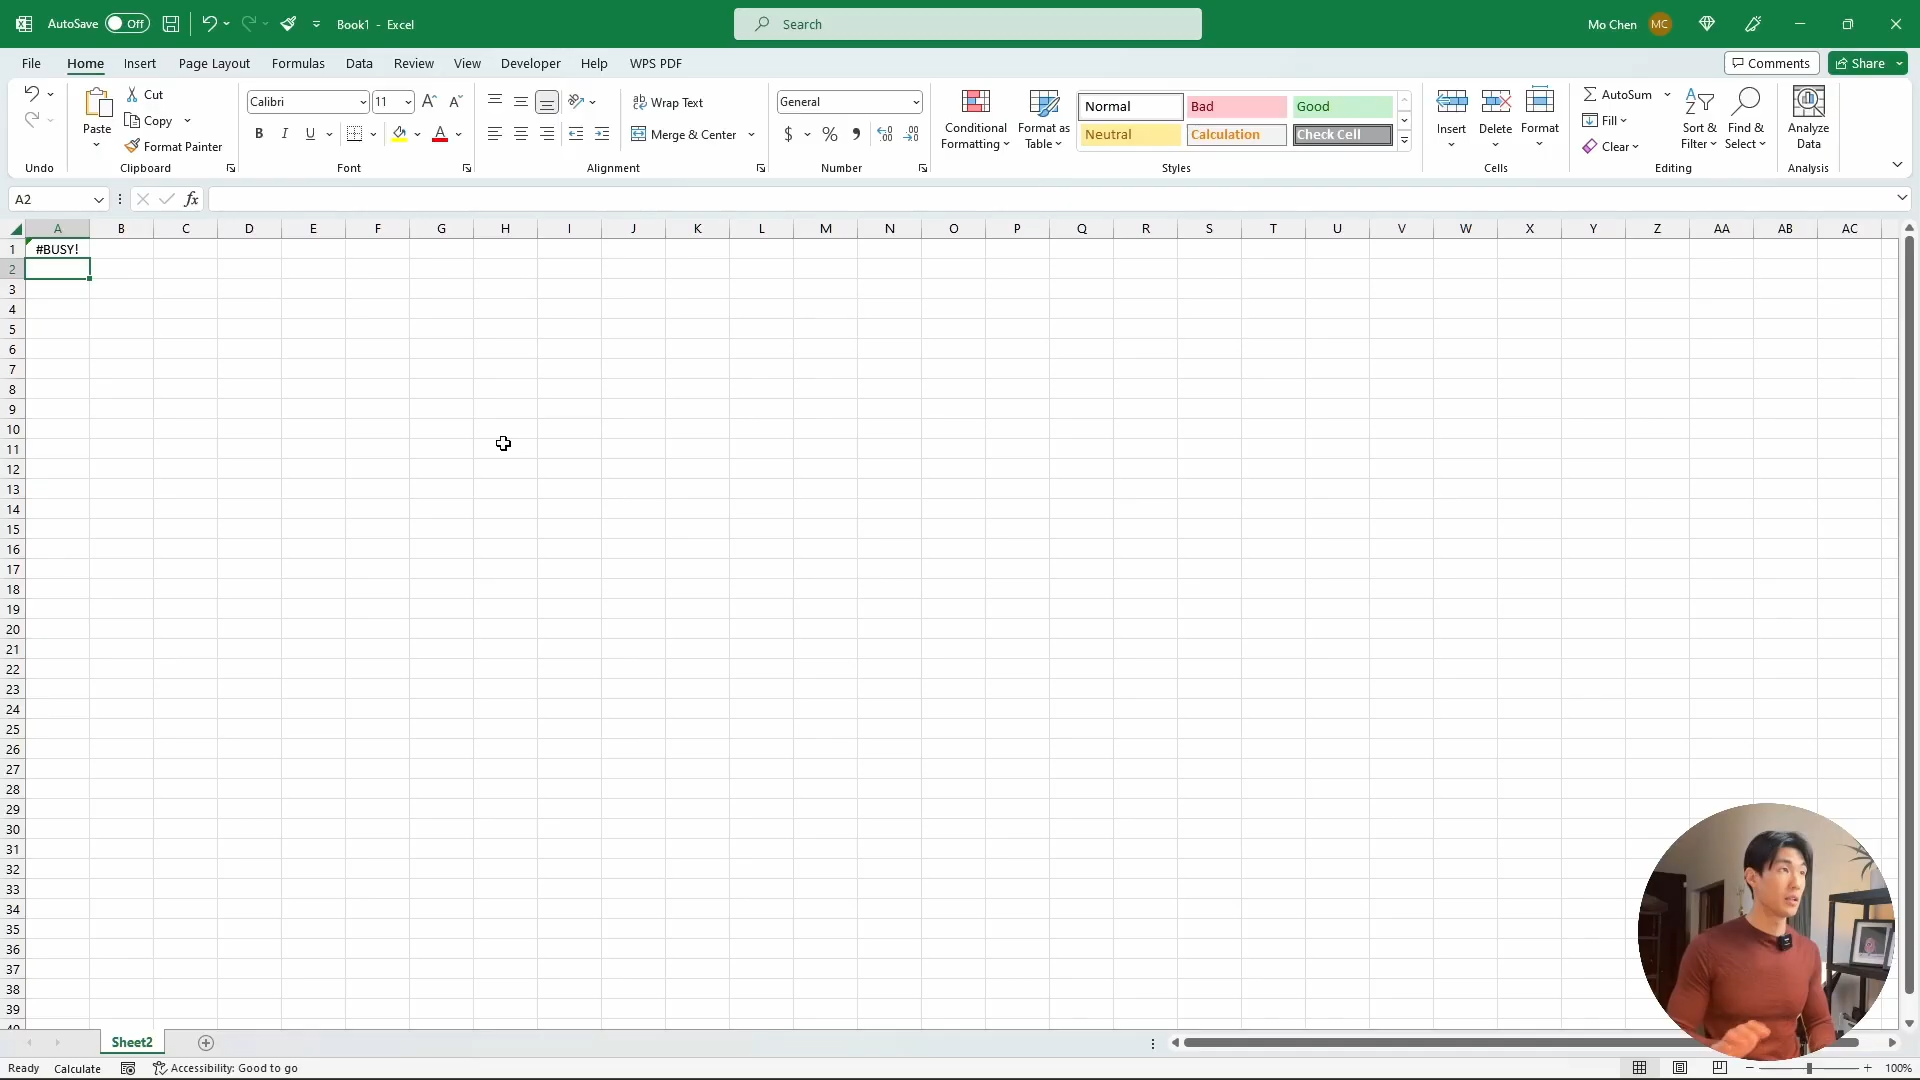 AutoSave Off Book1 - Excel Search Mo Chen MC
File Home Insert Page Layout Formulas Data Review View Developer Help WPS PDF Comments Share
Cut
Copy
Format Painter
Paste
Calibri 11
B I U
Wrap Text
Merge & Center
General
$ % 9
Conditional Formatting
Format as Table
Normal Bad Good
Neutral Calculation Check Cell
Insert Delete Format
AutoSum
Fill
Clear
Sort & Filter
Find & Select
Analyze Data
Undo Clipboard Font Alignment Number Styles Cells Editing Analysis
A2 fx
A B C D E F G H I J K L M N O P Q R S T U V W X Y Z AA AB AC
1 #BUSY!
2
3
4
5
6
7
8
9
10
11
12
13
14
15
16
17
18
19
20
21
22
23
24
25
26
27
28
29
30
31
32
33
34
35
36
37
38
39
Sheet2
Ready Calculate Accessibility: Good to go 100%